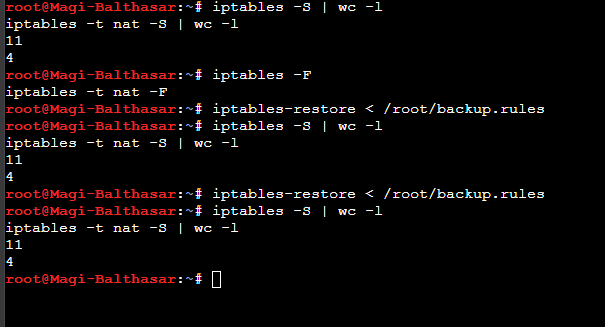 root@Magi-Balthasar:~# iptables -S | wc -l
iptables -t nat -S | wc -l
11
4
root@Magi-Balthasar:~# iptables -F
iptables -t nat -F
root@Magi-Balthasar:~# iptables-restore < /root/backup.rules
root@Magi-Balthasar:~# iptables -S | wc -l
iptables -t nat -S | wc -l
11
4
root@Magi-Balthasar:~# iptables-restore < /root/backup.rules
root@Magi-Balthasar:~# iptables -S | wc -l
iptables -t nat -S | wc -l
11
4
root@Magi-Balthasar:~#